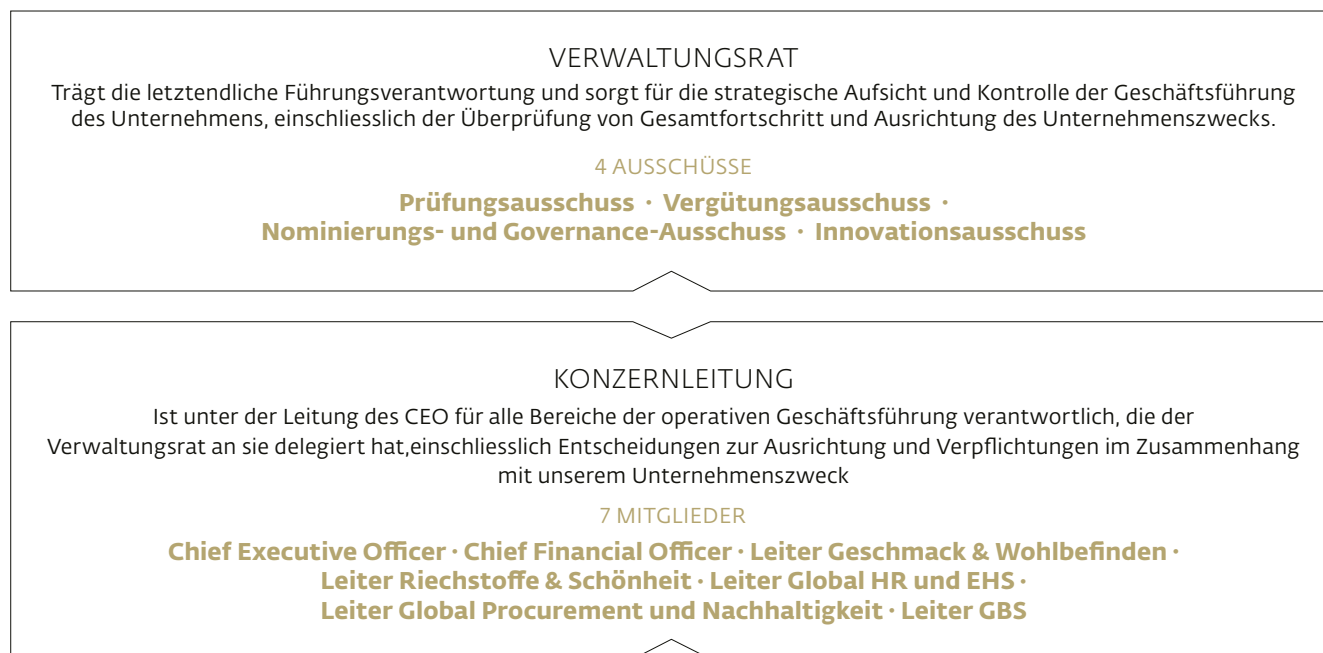 VERWALTUNGSRAT
Trägt die letztendliche Führungsverantwortung und sorgt für die strategische Aufsicht und Kontrolle der Geschäftsführung
des Unternehmens, einschliesslich der Überprüfung von Gesamtfortschritt und Ausrichtung des Unternehmenszwecks.
4 AUSSCHÜSSE
Prüfungsausschuss · Vergütungsausschuss ·
Nominierungs- und Governance-Ausschuss · Innovationsausschuss
KONZERNLEITUNG
Ist unter der Leitung des CEO für alle Bereiche der operativen Geschäftsführung verantwortlich, die der
Verwaltungsrat an sie delegiert hat,einschliesslich Entscheidungen zur Ausrichtung und Verpflichtungen im Zusammenhang
mit unserem Unternehmenszweck
7 MITGLIEDER
Chief Executive Officer · Chief Financial Officer · Leiter Geschmack & Wohlbefinden ·
Leiter Riechstoffe & Schönheit · Leiter Global HR und EHS ·
Leiter Global Procurement und Nachhaltigkeit · Leiter GBS